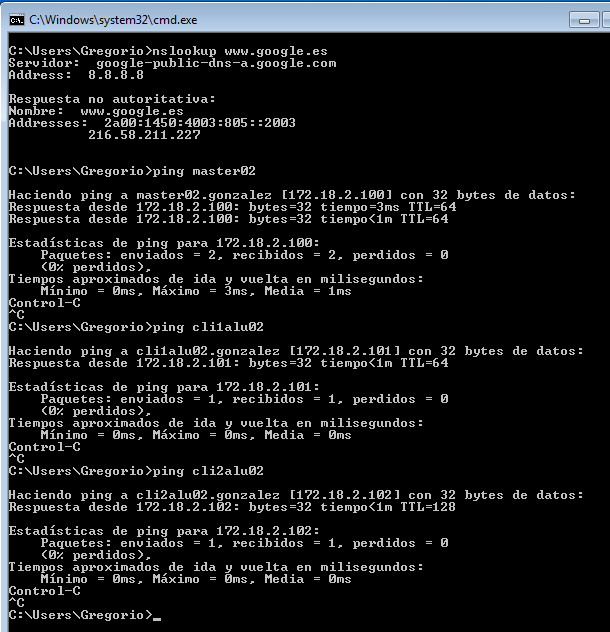 C:\Windows\system32\cmd.exe
C:\Users\Gregorio>nslookup www.google.es
Servidor:  google-public-dns-a.google.com
Address:  8.8.8.8
Respuesta no autoritativa:
Nombre:  www.google.es
Addresses:  2a00:1450:4003:805::2003
          216.58.211.227
C:\Users\Gregorio>ping master02
Haciendo ping a master02.gonzalez [172.18.2.100] con 32 bytes de datos:
Respuesta desde 172.18.2.100: bytes=32 tiempo=3ms TTL=64
Respuesta desde 172.18.2.100: bytes=32 tiempo<1m TTL=64
Estadísticas de ping para 172.18.2.100:
    Paquetes: enviados = 2, recibidos = 2, perdidos = 0
    (0% perdidos),
Tiempos aproximados de ida y vuelta en milisegundos:
    Mínimo = 0ms, Máximo = 3ms, Media = 1ms
Control-C
^C
C:\Users\Gregorio>ping cli1alu02
Haciendo ping a cli1alu02.gonzalez [172.18.2.101] con 32 bytes de datos:
Respuesta desde 172.18.2.101: bytes=32 tiempo<1m TTL=64
Estadísticas de ping para 172.18.2.101:
    Paquetes: enviados = 1, recibidos = 1, perdidos = 0
    (0% perdidos),
Tiempos aproximados de ida y vuelta en milisegundos:
    Mínimo = 0ms, Máximo = 0ms, Media = 0ms
Control-C
^C
C:\Users\Gregorio>ping cli2alu02
Haciendo ping a cli2alu02.gonzalez [172.18.2.102] con 32 bytes de datos:
Respuesta desde 172.18.2.102: bytes=32 tiempo<1m TTL=128
Estadísticas de ping para 172.18.2.102:
    Paquetes: enviados = 1, recibidos = 1, perdidos = 0
    (0% perdidos),
Tiempos aproximados de ida y vuelta en milisegundos:
    Mínimo = 0ms, Máximo = 0ms, Media = 0ms
Control-C
^C
C:\Users\Gregorio>_